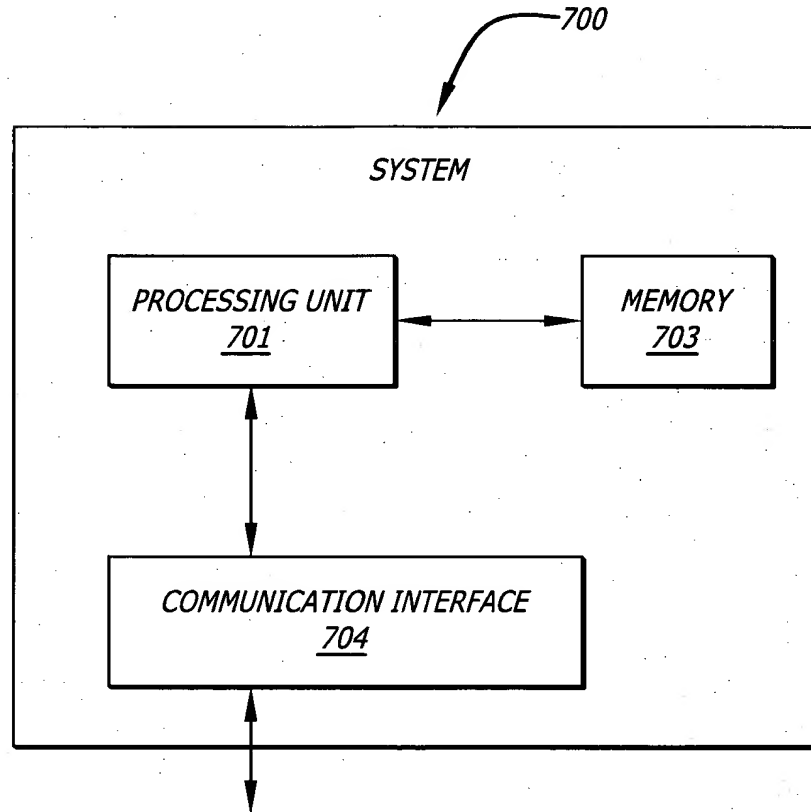 700
SYSTEM
PROCESSING UNIT
701
MEMORY
703
COMMUNICATION INTERFACE
704